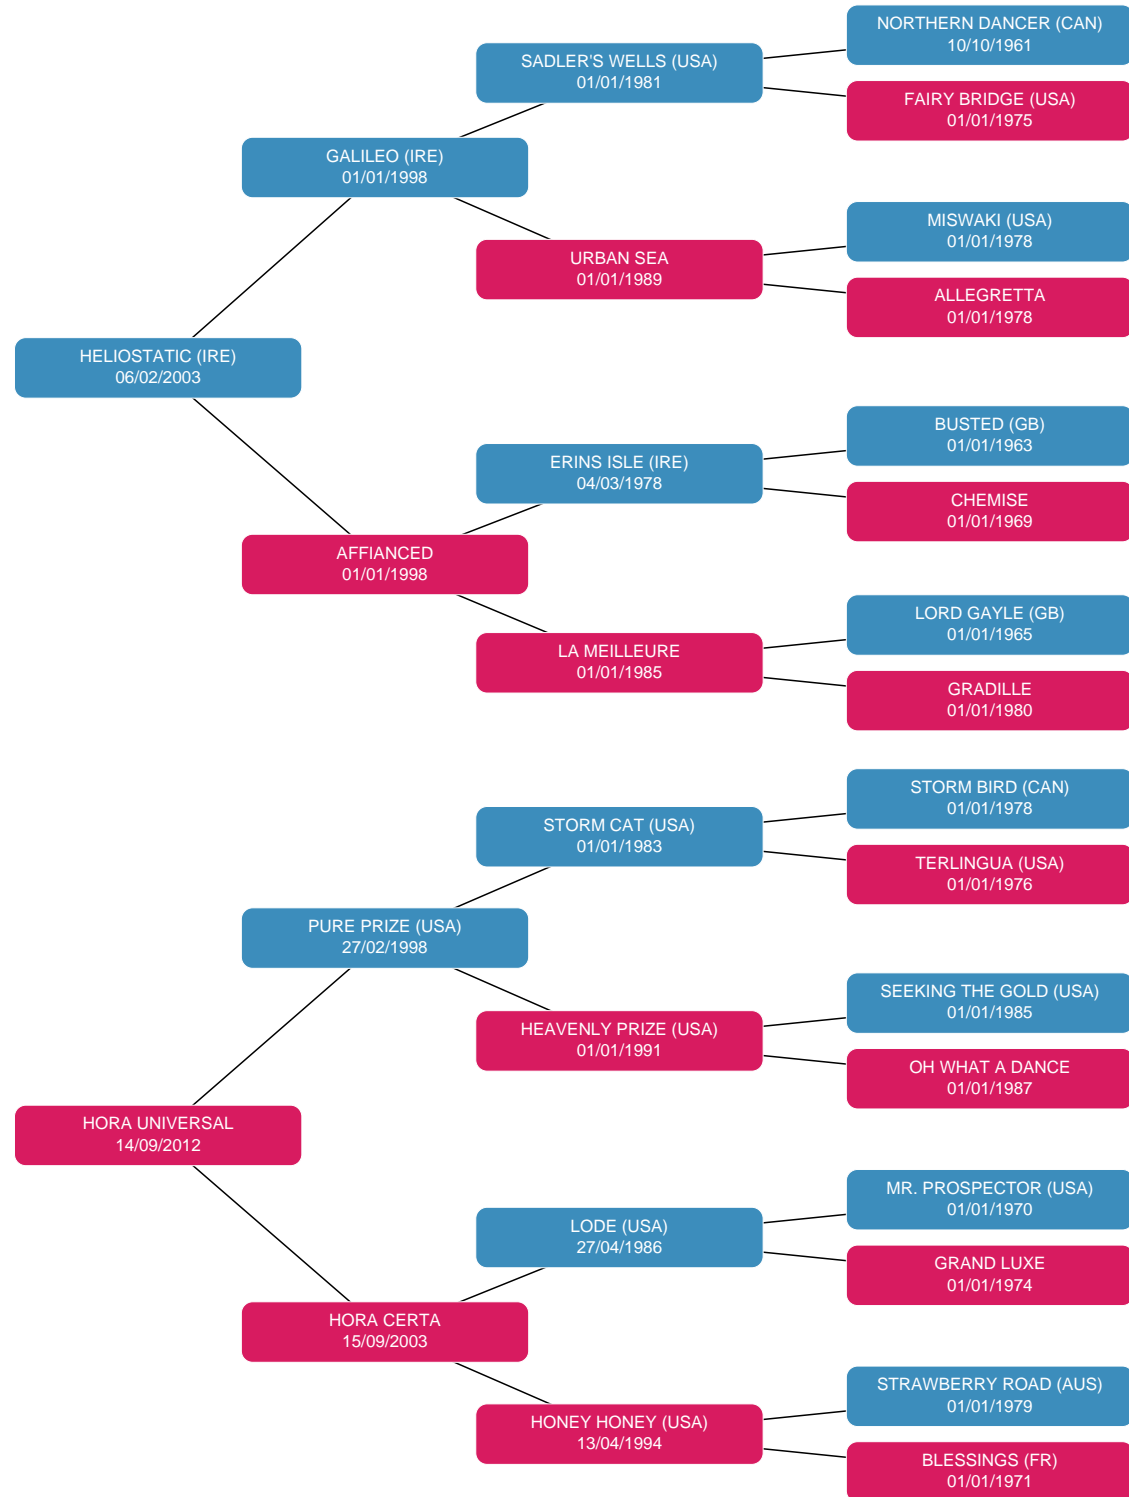 NORTHERN DANCER (CAN)
10/10/1961
SADLER'S WELLS (USA)
01/01/1981
FAIRY BRIDGE (USA)
01/01/1975
GALILEO (IRE)
01/01/1998
MISWAKI (USA)
01/01/1978
URBAN SEA
01/01/1989
ALLEGRETTA
01/01/1978
HELIOSTATIC (IRE)
06/02/2003
BUSTED (GB)
01/01/1963
ERINS ISLE (IRE)
04/03/1978
CHEMISE
01/01/1969
AFFIANCED
01/01/1998
LORD GAYLE (GB)
01/01/1965
LA MEILLEURE
01/01/1985
GRADILLE
01/01/1980
STORM BIRD (CAN)
01/01/1978
STORM CAT (USA)
01/01/1983
TERLINGUA (USA)
01/01/1976
PURE PRIZE (USA)
27/02/1998
SEEKING THE GOLD (USA)
01/01/1985
HEAVENLY PRIZE (USA)
01/01/1991
OH WHAT A DANCE
01/01/1987
HORA UNIVERSAL
14/09/2012
MR. PROSPECTOR (USA)
01/01/1970
LODE (USA)
27/04/1986
GRAND LUXE
01/01/1974
HORA CERTA
15/09/2003
STRAWBERRY ROAD (AUS)
01/01/1979
HONEY HONEY (USA)
13/04/1994
BLESSINGS (FR)
01/01/1971